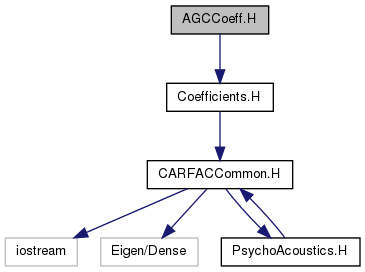 AGCCoeff.H
Coefficients.H
CARFACCommon.H
iostream
Eigen/Dense
PsychoAcoustics.H